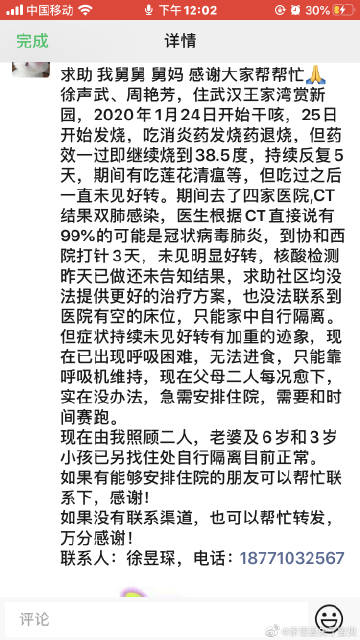 中国移动 下午 12:02 30%
完成 详情
求助 我舅舅 舅妈 感谢大家帮帮忙🙏
徐声武、周艳芳，住武汉王家湾赏新
园，2020年1月24日开始干咳，25日
开始发烧，吃消炎药发烧药退烧，但药
效一过即继续烧到38.5度，持续反复5
天，期间有吃莲花清瘟等，但吃过之后
一直未见好转。期间去了四家医院,CT
结果双肺感染，医生根据CT直接说有
99%的可能是冠状病毒肺炎，到协和西
院打针3天，未见明显好转，核酸检测
昨天已做还未告知结果，求助社区均没
法提供更好的治疗方案，也没法联系到
医院有空的床位，只能家中自行隔离。
但症状持续未见好转有加重的迹象，现
在已出现呼吸困难，无法进食，只能靠
呼吸机维持，现在父母二人每况愈下，
实在没办法，急需安排住院，需要和时
间赛跑。
现在由我照顾二人，老婆及6岁和3岁
小孩已另找住处自行隔离目前正常。
如果有能够安排住院的朋友可以帮忙联
系下，感谢！
如果没有联系渠道，也可以帮忙转发，
万分感谢！
联系人：徐昱琛，电话：18771032567
评论